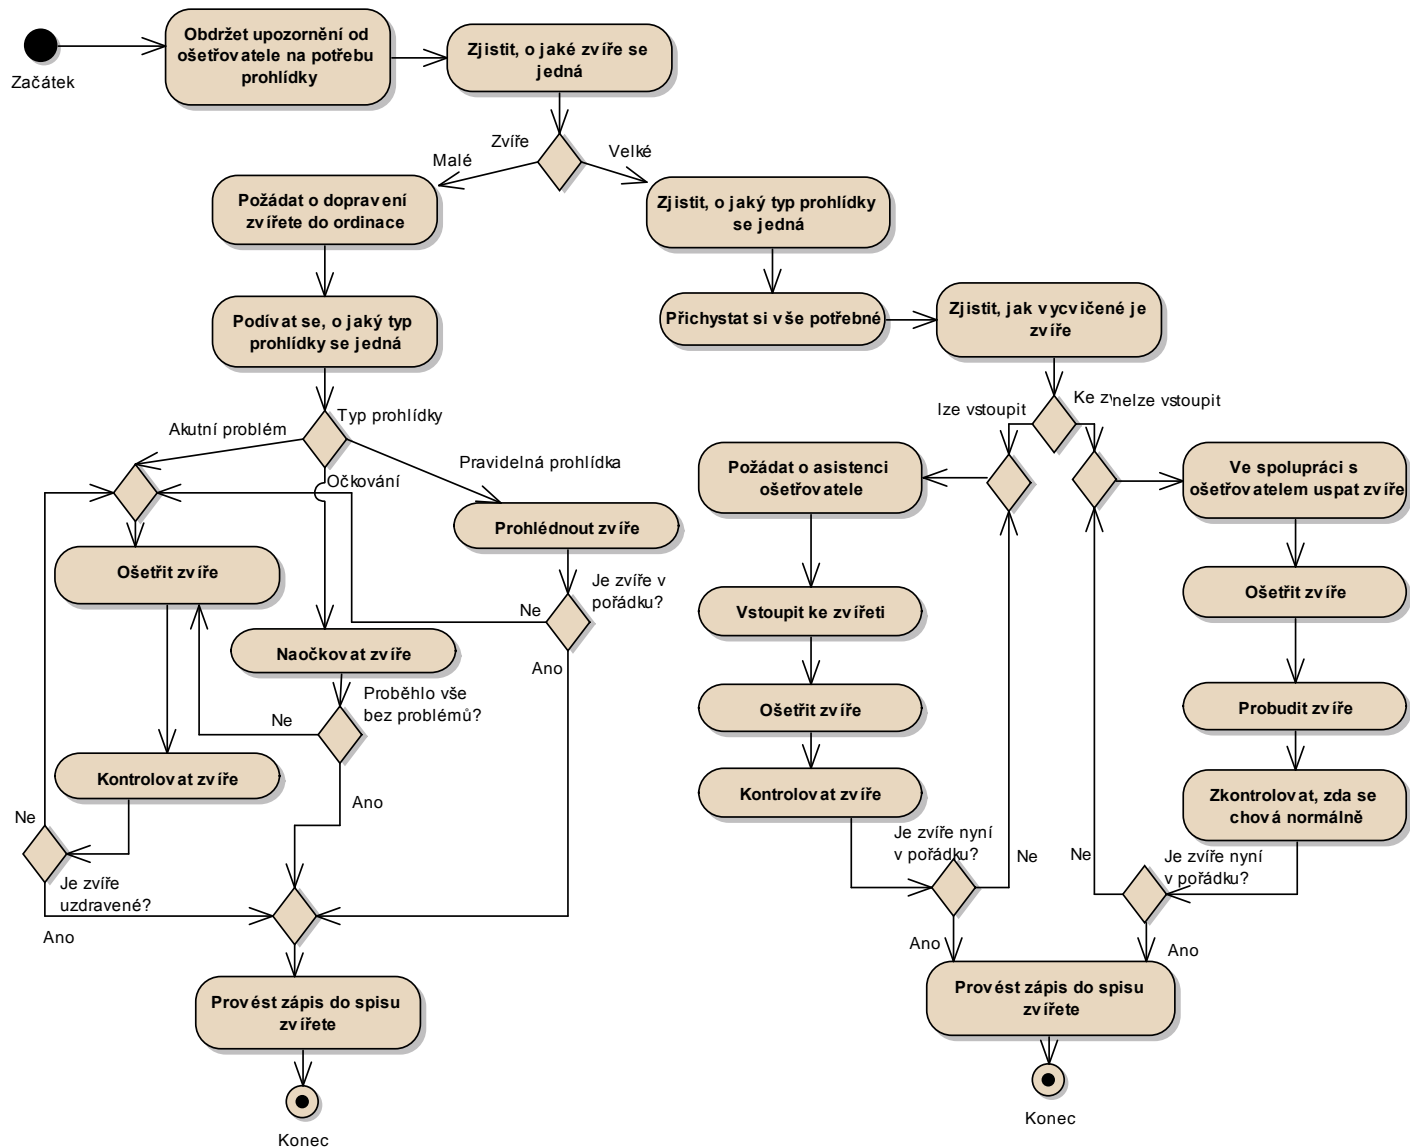 Začátek
Obdržet upozornění od
ošetřovatele na potřebu
prohlídky
Zjistit, o jaké zvíře se
jedná
Zvíře
Malé
Velké
Požádat o dopravení
zvířete do ordinace
Zjistit, o jaký typ prohlídky
se jedná
Podívat se, o jaký typ
prohlídky se jedná
Přichystat si vše potřebné
Zjistit, jak vycvičené je
zvíře
Typ prohlídky
Akutní problém
Očkování
Pravidelná prohlídka
lze vstoupit
Ke
nelze vstoupit
Prohlédnout zvíře
Ošetřit zvíře
Je zvíře v
pořádku?
Ne
Ano
Naočkovat zvíře
Proběhlo vše
bez problémů?
Ne
Ano
Kontrolovat zvíře
Ne
Je zvíře
uzdravené?
Ano
Provést zápis do spisu
zvířete
Konec
Požádat o asistenci
ošetřovatele
Vstoupit ke zvířeti
Ošetřit zvíře
Kontrolovat zvíře
Je zvíře nyní
v pořádku?
Ne
Ano
Ve spolupráci s
ošetřovatelem uspat zvíře
Ošetřit zvíře
Probudit zvíře
Zkontrolovat, zda se
chová normálně
Je zvíře nyní
v pořádku?
Ne
Ano
Provést zápis do spisu
zvířete
Konec